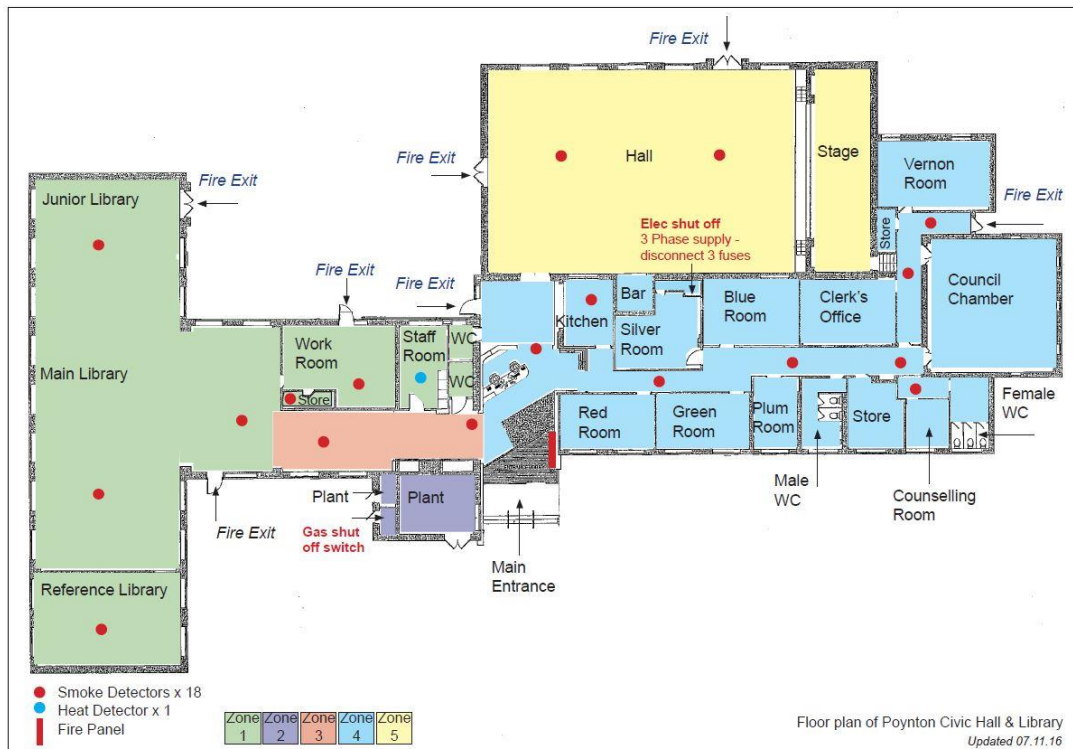 Fire Exit
Hall
Stage
Fire Exit
Vernon
Room
Fire Exit
Junior Library
Fire Exit
Store
Elec shut off
3 Phase supply -
disconnect 3 fuses
Council
Chamber
Fire Exit
Fire Exit
Bar
Blue
Room
Clerk's
Office
Kitchen
Silver
Room
Work
Room
Staff
Room
WC
WC
Main Library
Store
Red
Room
Green
Room
Plum
Room
Store
Female
WC
Male
WC
Counselling
Room
Plant
Plant
Gas shut
off switch
Fire Exit
Main
Entrance
Reference Library
Smoke Detectors x 18
Heat Detector x 1
Fire Panel
Zone
1
Zone
2
Zone
3
Zone
4
Zone
5
Floor plan of Poynton Civic Hall & Library
Updated 07.11.16